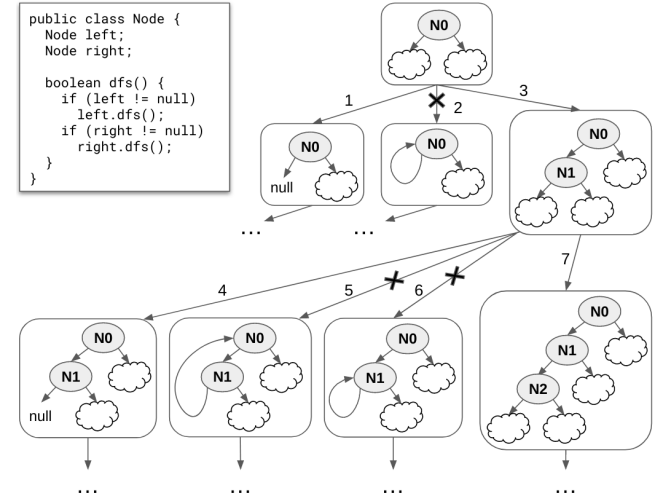 public class Node {
Node left;
Node right;
boolean dfs() {
if (left != null)
left.dfs();
if (right != null)
right.dfs();
}
}
N0
1
2
3
N0
null
N0
N0
N1
...
...
4
5
6
7
N0
N1
null
N0
N1
N0
N1
N0
N1
N2
...
...
...
...